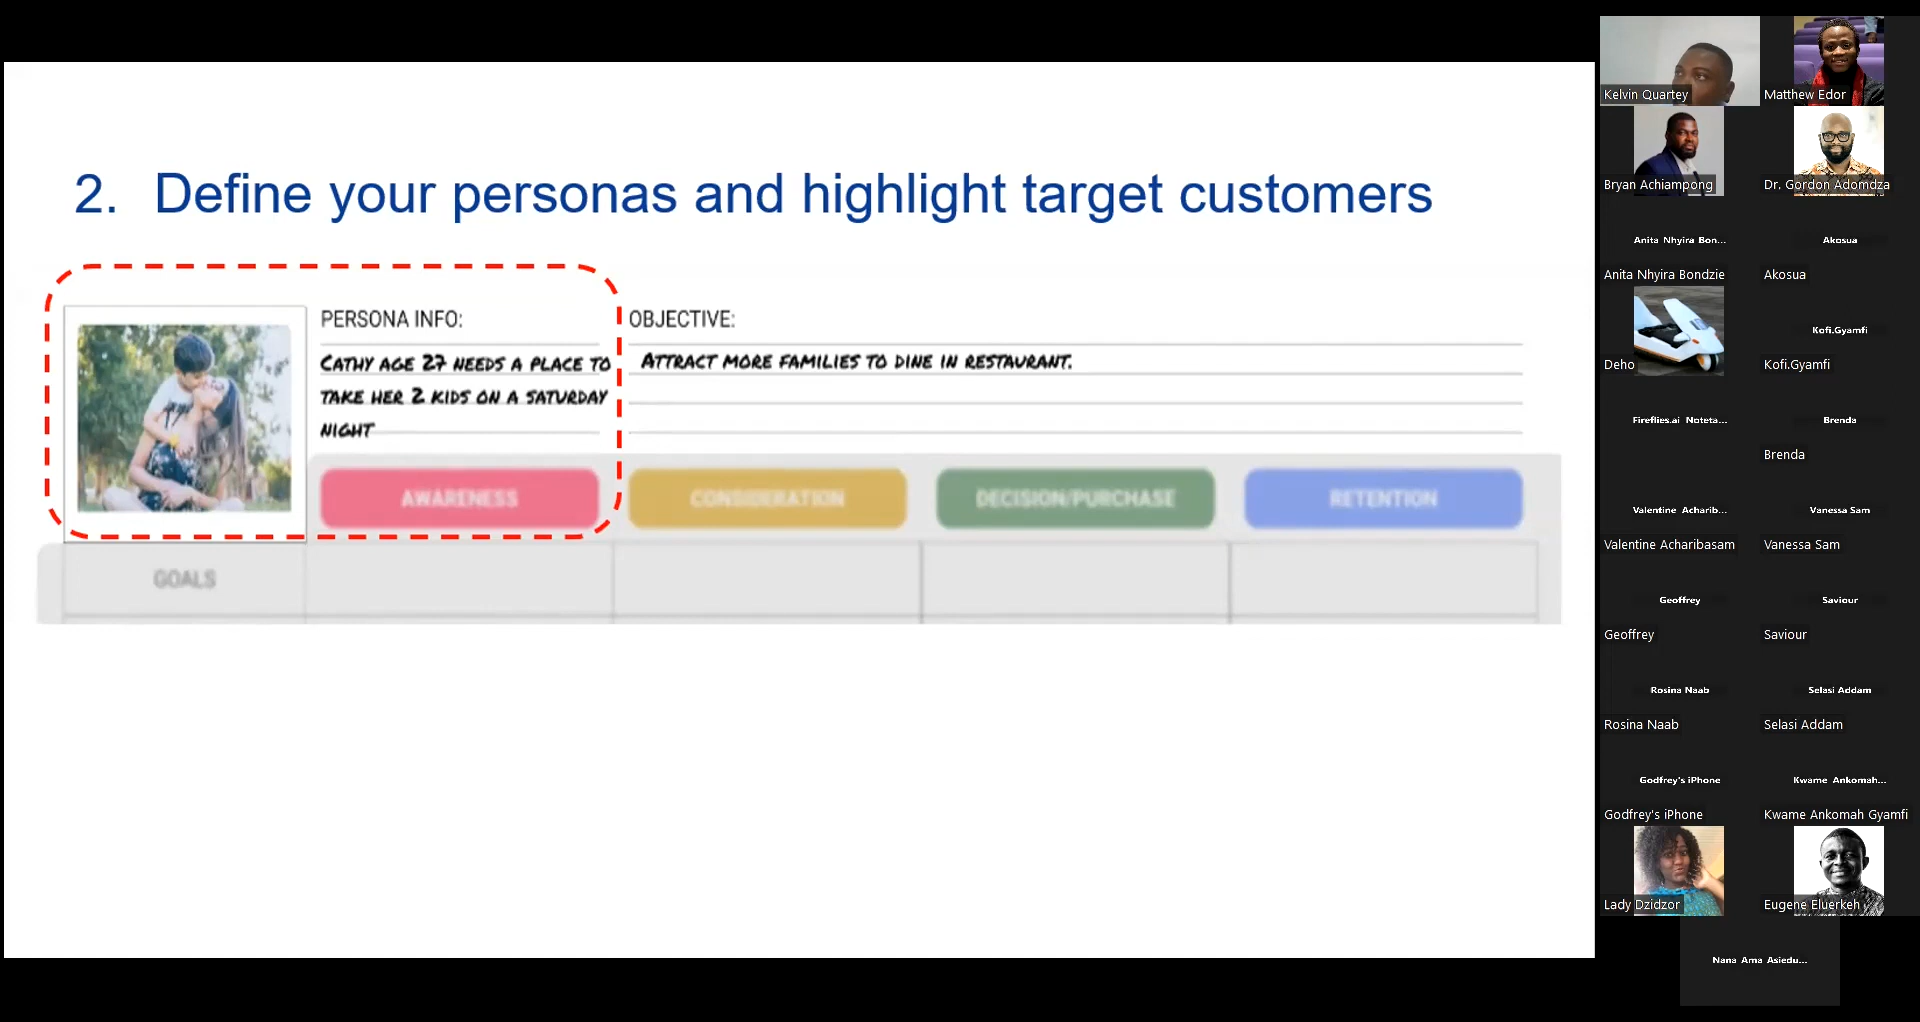 2. Define your personas and highlight target customers
PERSONA INFO:
CATHY AGE 27 NEEDS A PLACE TO
TAKE HER 2 KIDS ON A SATURDAY
NIGHT
OBJECTIVE:
ATTRACT MORE FAMILIES TO DINE IN RESTAURANT.
AWARENESS
CONSIDERATION
DECISION/PURCHASE
RETENTION
GOALS
Kelvin Quartey
Matthew Edor
Bryan Achiampong
Dr. Gordon Adomdza
Anita Nhyira Bon...
Anita Nhyira Bondzie
Akosua
Akosua
Deho
Kofi.Gyamfi
Kofi.Gyamfi
Fireflies.ai Noteta...
Brenda
Brenda
Valentine Acharib...
Valentine Acharibasam
Vanessa Sam
Vanessa Sam
Geoffrey
Geoffrey
Saviour
Saviour
Rosina Naab
Rosina Naab
Selasi Addam
Selasi Addam
Godfrey's iPhone
Godfrey's iPhone
Kwame Ankomah...
Kwame Ankomah Gyamfi
Lady Dzidzor
Eugene Eluerkeh
Nana Ama Asiedu...